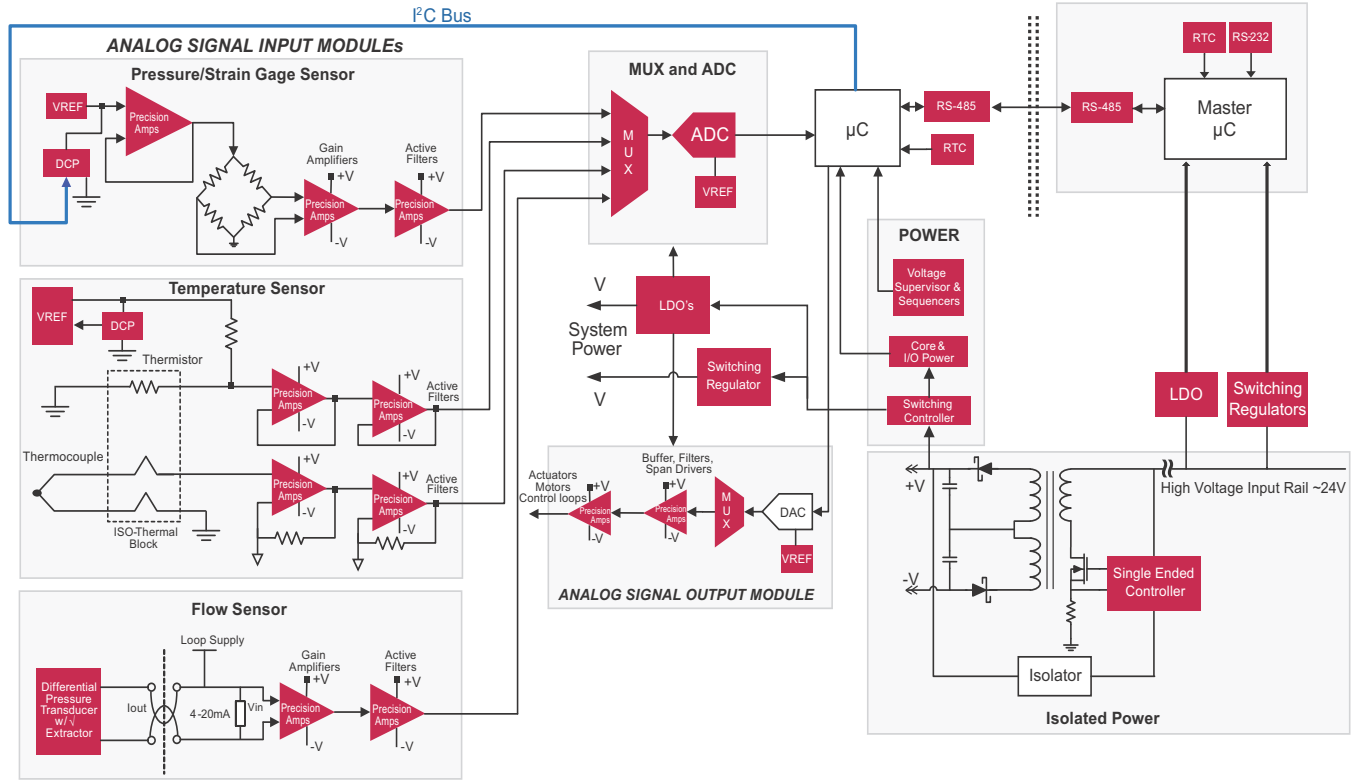 I²C Bus
ANALOG SIGNAL INPUT MODULEs
Pressure/Strain Gage Sensor
VREF
Precision
Amps
DCP
Gain
Amplifiers
+V
Precision
Amps
-V
Active
Filters
+V
Precision
Amps
-V
Temperature Sensor
VREF
DCP
Thermistor
+V
Precision
Amps
-V
+V
Precision
Amps
-V
Active
Filters
Thermocouple
ISO-Thermal
Block
+V
Precision
Amps
-V
+V
Precision
Amps
-V
Active
Filters
Flow Sensor
Loop Supply
Differential
Pressure
Transducer
w/ √
Extractor
Iout
4-20mA
Vin
Gain
Amplifiers
+V
Precision
Amps
-V
Active
Filters
+V
Precision
Amps
-V
MUX and ADC
MUX
ADC
VREF
µC
RS-485
RTC
RS-485
RTC
RS-232
Master
µC
V
LDO's
System
Power
Switching
Regulator
V
POWER
Voltage
Supervisor &
Sequencers
Core &
I/O Power
Switching
Controller
LDO
Switching
Regulators
Buffer, Filters,
Span Drivers
Actuators
Motors
Control loops
+V
Precision
Amps
-V
+V
Precision
Amps
-V
MUX
DAC
VREF
ANALOG SIGNAL OUTPUT MODULE
+V
High Voltage Input Rail ~24V
-V
Single Ended
Controller
Isolator
Isolated Power